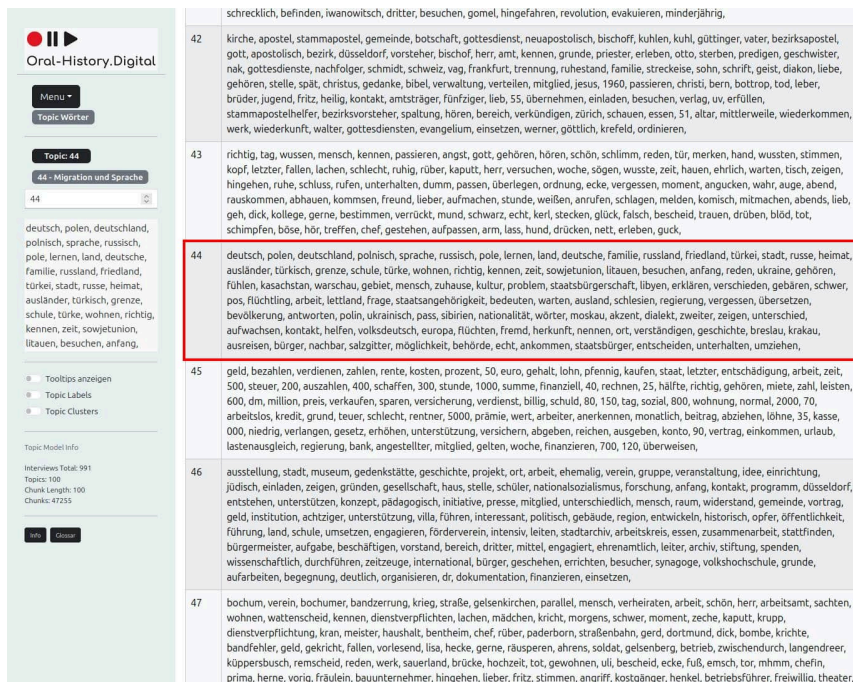 Oral-History.Digital
Menu
Topic Wörter
Topic: 44
44 - Migration und Sprache
44
deutsch, polen, deutschland,
polnisch, sprache, russisch,
pole, lernen, land, deutsche,
familie, russland, friedland,
türkei, stadt, russe, heimat,
ausländer, türkisch, grenze,
schule, türke, wohnen, richtig,
kennen, zeit, sowjetunion,
litauen, besuchen, anfang,
Tooltips anzeigen
Topic Labels
Topic Clusters
Topic Model Info
Interviews Total: 991
Topics: 100
Chunk Length: 100
Chunks: 47255
Info Glossar
schrecklich, befinden, iwanowitsch, dritter, besuchen, gomel, hingefahren, revolution, evakuieren, minderjährig,
42 kirche, apostel, stammapostel, gemeinde, botschaft, gottesdienst, neuapostolisch, bischoff, kuhlen, kuhl, güttinger, vater, bezirksapostel,
gott, apostolisch, bezirk, düsseldorf, vorsteher, bischof, herr, amt, kennen, grunde, priester, erleben, otto, sterben, predigen, geschwister,
nak, gottesdienste, nachfolger, schmidt, schweiz, vag, frankfurt, trennung, ruhestand, familie, streckeise, sohn, schrift, geist, diakon, liebe,
gehören, stelle, spät, christus, gedanke, bibel, verwaltung, verteilen, mitglied, jesus, 1960, passieren, christi, bern, bottrop, tod, leber,
brüder, jugend, fritz, heilig, kontakt, amtsträger, fünfziger, lieb, 55, übernehmen, einladen, besuchen, verlag, uv, erfüllen,
stammapostelhelfer, bezirksvorsteher, spaltung, hören, bereich, verkündigen, zürich, schauen, essen, 51, altar, mittlerweile, wiederkommen,
werk, wiederkunft, walter, gottesdiensten, evangelium, einsetzen, werner, göttlich, krefeld, ordinieren,
43 richtig, tag, wussen, mensch, kennen, passieren, angst, gott, gehören, hören, schön, schlimm, reden, tür, merken, hand, wussten, stimmen,
kopf, letzter, fallen, lachen, schlecht, ruhig, rüber, kaputt, herr, versuchen, woche, sögen, wusste, zeit, hauen, ehrlich, warten, tisch, zeigen,
hingehen, ruhe, schluss, rufen, unterhalten, dumm, passen, überlegen, ordnung, ecke, vergessen, moment, angucken, wahr, auge, abend,
rauskommen, abhauen, kommsen, freund, lieber, aufmachen, stunde, weißen, anrufen, schlagen, melden, komisch, mitmachen, abends, lieb,
geh, dick, kollege, gerne, bestimmen, verrückt, mund, schwarz, echt, kerl, stecken, glück, falsch, bescheid, trauen, drüben, blöd, tot,
schimpfen, böse, hör, treffen, chef, gestehen, aufpassen, arm, lass, hund, drücken, nett, erleben, guck,
44 deutsch, polen, deutschland, polnisch, sprache, russisch, pole, lernen, land, deutsche, familie, russland, friedland, türkei, stadt, russe, heimat,
ausländer, türkisch, grenze, schule, türke, wohnen, richtig, kennen, zeit, sowjetunion, litauen, besuchen, anfang, reden, ukraine, gehören,
fühlen, kasachstan, warschau, gebiet, mensch, zuhause, kultur, problem, staatsbürgerschaft, libyen, erklären, verschieden, gebären, schwer,
pos, flüchtling, arbeit, lettland, frage, staatsangehörigkeit, bedeuten, warten, ausland, schlesien, regierung, vergessen, übersetzen,
bevölkerung, antworten, polin, ukrainisch, pass, sibirien, nationalität, wörter, moskau, akzent, dialekt, zweiter, zeigen, unterschied,
aufwachsen, kontakt, helfen, volksdeutsch, europa, flüchten, fremd, herkunft, nennen, ort, verständigen, geschichte, breslau, krakau,
ausreisen, bürger, nachbar, salzgitter, möglichkeit, behörde, echt, ankommen, staatsbürger, entscheiden, unterhalten, umziehen,
45 geld, bezahlen, verdienen, zahlen, rente, kosten, prozent, 50, euro, gehalt, lohn, pfennig, kaufen, staat, letzter, entschädigung, arbeit, zeit,
500, steuer, 200, auszahlen, 400, schaffen, 300, stunde, 1000, summe, finanziell, 40, rechnen, 25, hälfte, richtig, gehören, miete, zahl, leisten,
600, dm, million, preis, verkaufen, sparen, versicherung, verdienst, billig, schuld, 80, 150, tag, sozial, 800, wohnung, normal, 2000, 70,
arbeitslos, kredit, grund, teuer, schlecht, rentner, 5000, prämie, wert, arbeiter, anerkennen, monatlich, beitrag, abziehen, löhne, 35, kasse,
000, niedrig, verlangen, gesetz, erhöhen, unterstützung, versichern, abgeben, reichen, ausgeben, konto, 90, vertrag, einkommen, urlaub,
lastenausgleich, regierung, bank, angestellter, mitglied, gelten, woche, finanzieren, 700, 120, überweisen,
46 ausstellung, stadt, museum, gedenkstätte, geschichte, projekt, ort, arbeit, ehemalig, verein, gruppe, veranstaltung, idee, einrichtung,
jüdisch, einladen, zeigen, gründen, gesellschaft, haus, stelle, schüler, nationalsozialismus, forschung, anfang, kontakt, programm, düsseldorf,
entstehen, unterstützen, konzept, pädagogisch, initiative, presse, mitglied, unterschiedlich, mensch, raum, widerstand, gemeinde, vortrag,
geld, institution, achtziger, unterstützung, villa, führen, interessant, politisch, gebäude, region, entwickeln, historisch, opfer, öffentlichkeit,
führung, land, schule, umsetzen, engagieren, förderverein, intensiv, leiten, stadtarchiv, arbeitskreis, essen, zusammenarbeit, stattfinden,
bürgermeister, aufgabe, beschäftigen, vorstand, bereich, dritter, mittel, engagiert, ehrenamtlich, leiter, archiv, stiftung, spenden,
wissenschaftlich, durchführen, zeitzeuge, international, bürger, geschehen, errichten, besucher, synagoge, volkshochschule, grunde,
aufarbeiten, begegnung, deutlich, organisieren, dr, dokumentation, finanzieren, einsetzen,
47 bochum, verein, bochumer, bandzerrung, krieg, straße, gelsenkirchen, parallel, mensch, verheiraten, arbeit, schön, herr, arbeitsamt, sachten,
wohnen, wattenscheid, kennen, dienstverpflichten, lachen, mädchen, kricht, morgens, schwer, moment, zeche, kaputt, krupp,
dienstverpflichtung, kran, meister, haushalt, bentheim, chef, rüber, paderborn, straßenbahn, gerd, dortmund, dick, bombe, krichte,
bandfehler, geld, gekricht, fallen, vorlesend, lisa, hecke, gerne, räusperen, ahrens, soldat, gelsenberg, betrieb, zwischendurch, langendreer,
küppersbusch, remscheid, reden, werk, sauerland, brücke, hochzeit, tot, gewohnen, uli, bescheid, ecke, fuß, emsch, tor, mhmm, chefin,
prima, herne, vorig, fräulein, bauunternehmer, hingehen, lieber, fritz, stimmen, angriff, kostgänger, henkel, betriebsführer, freiwillig, theater,